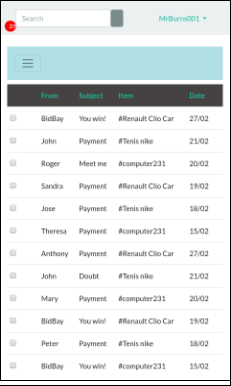 Search
MrBurns001
From Subject Item Date
BidBay You win! #Renault Clio Car 27/02
John Payment #Tenis nike 21/02
Roger Meet me #computer231 20/02
Sandra Payment #Renault Clio Car 19/02
Jose Payment #Tenis nike 18/02
Theresa Payment #computer231 15/02
Anthony Payment #Renault Clio Car 27/02
John Doubt #Tenis nike 21/02
Mary Payment #computer231 20/02
BidBay You win! #Renault Clio Car 19/02
Peter Payment #Tenis nike 18/02
BidBay You win! #computer231 15/02